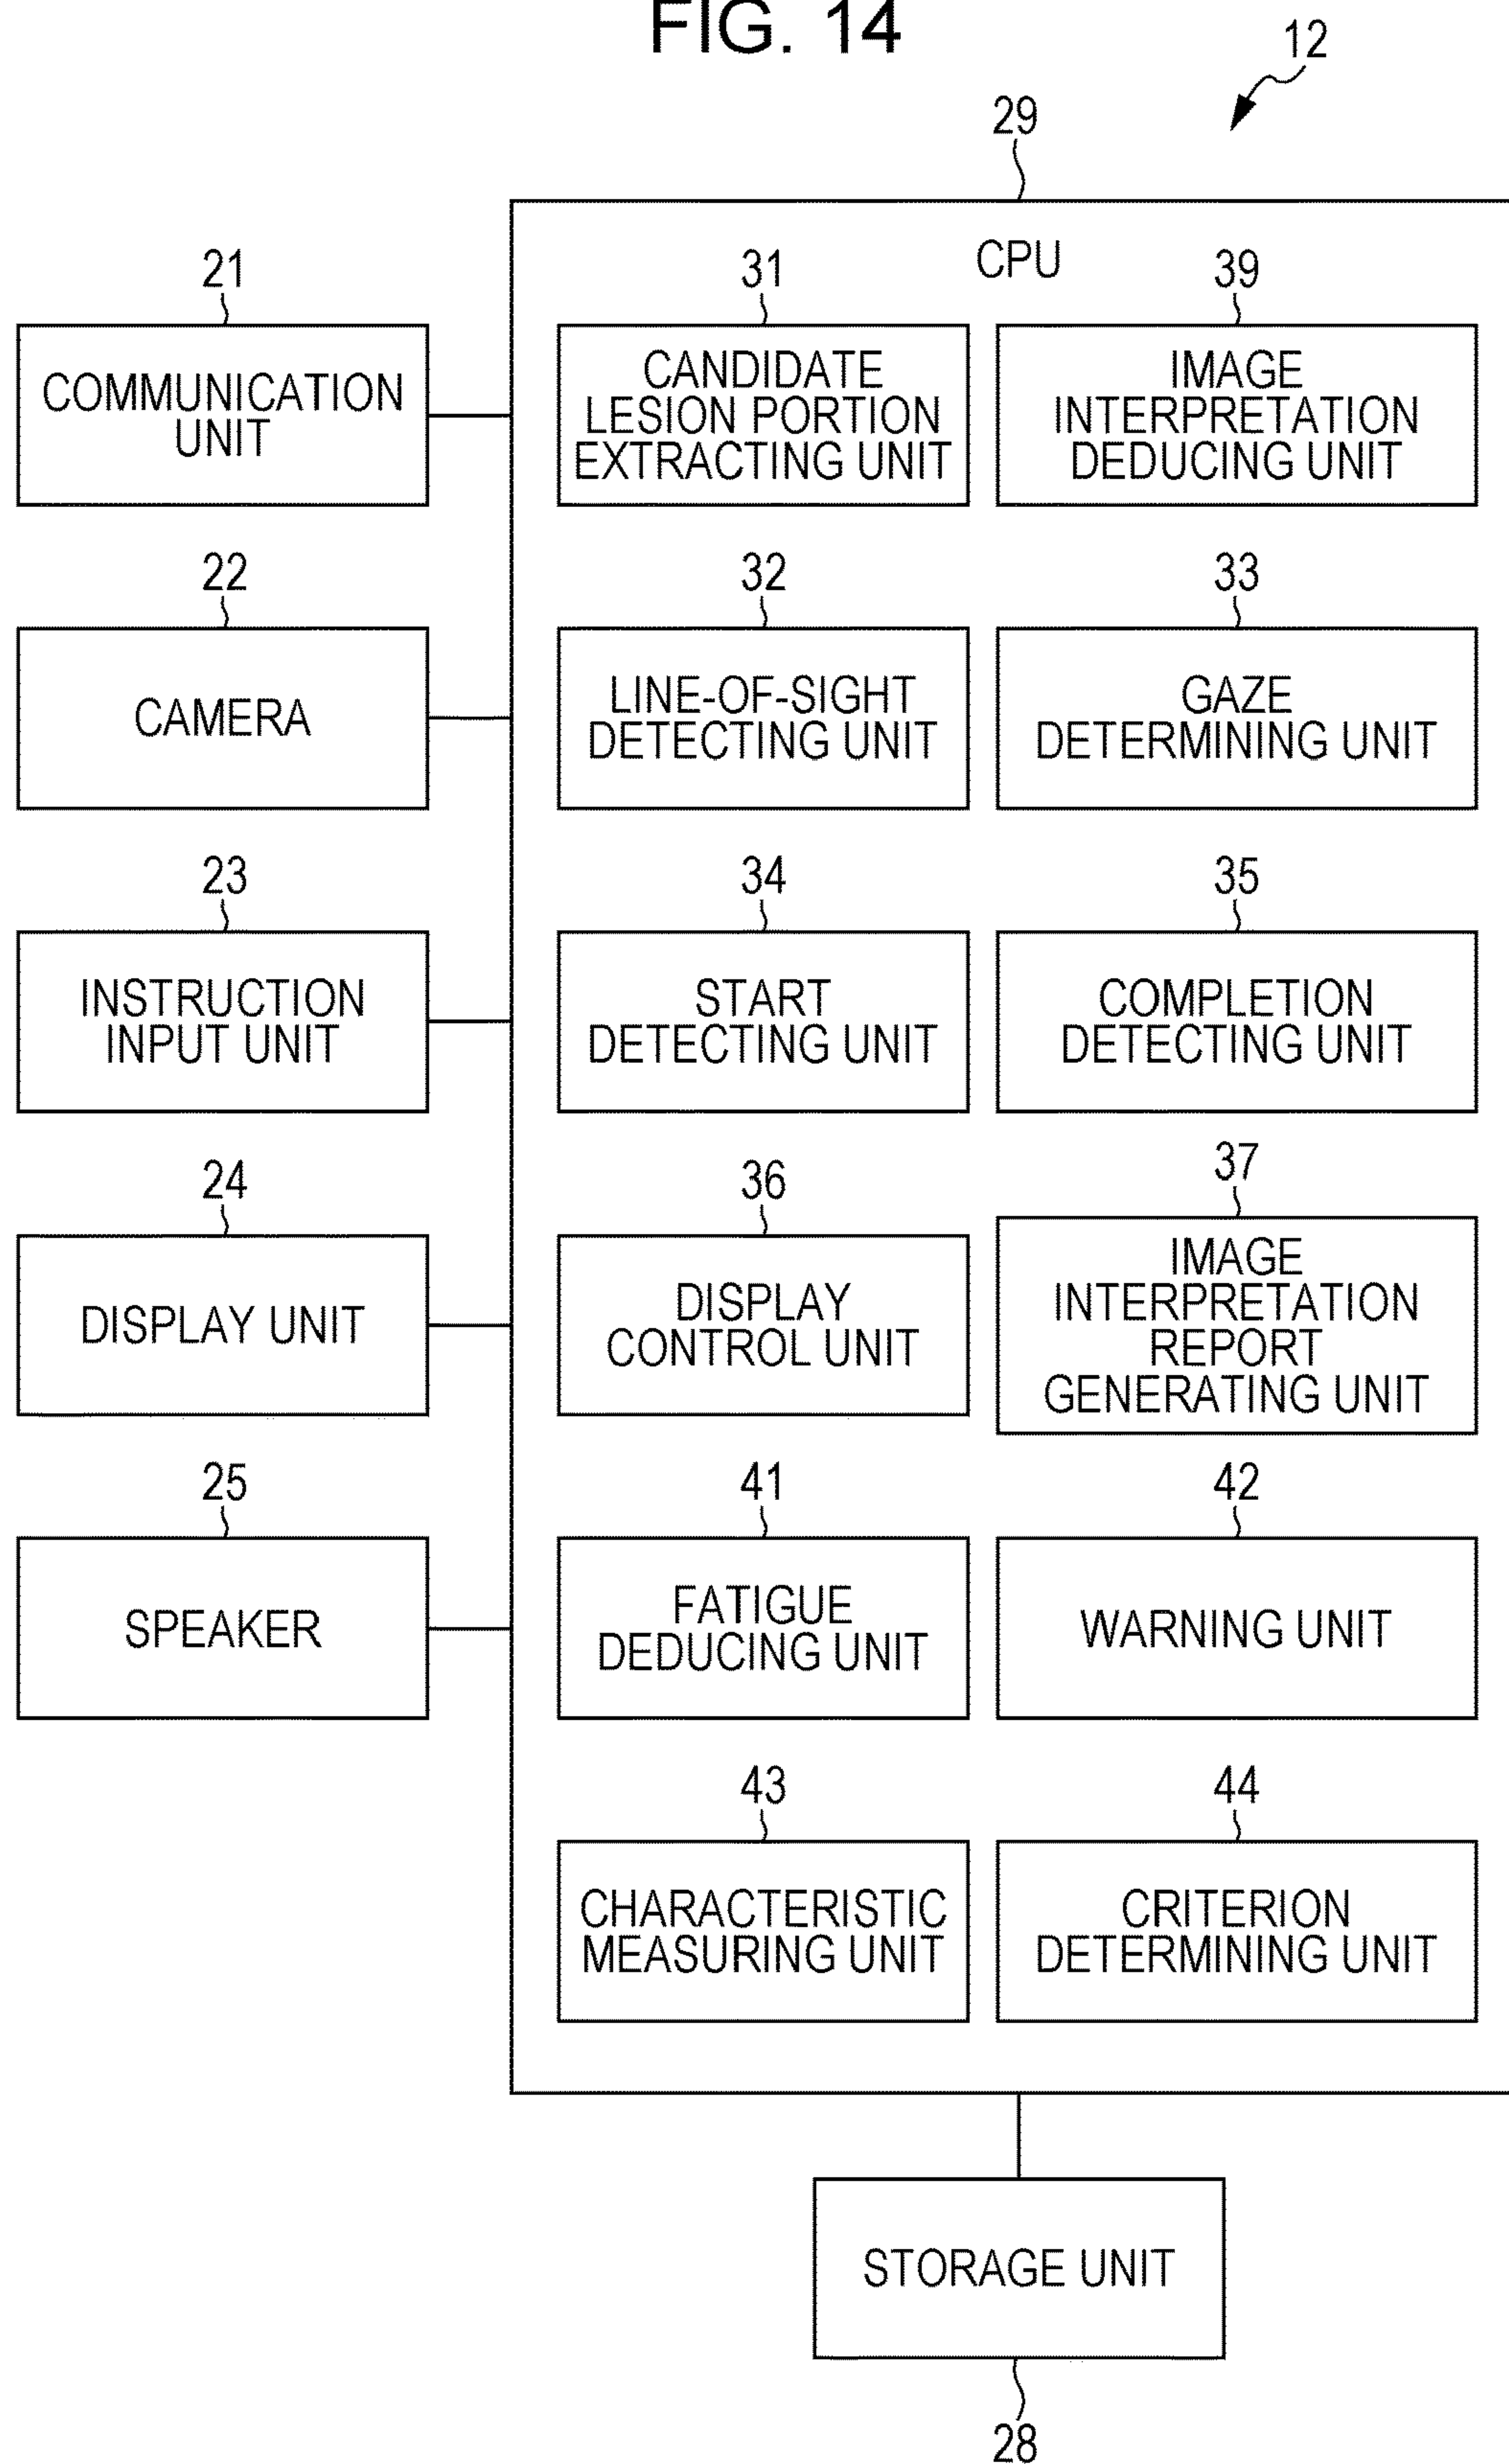 FIG. 14
12
29
CPU
21
COMMUNICATION
UNIT
31
CANDIDATE
LESION PORTION
EXTRACTING UNIT
39
IMAGE
INTERPRETATION
DEDUCING UNIT
22
CAMERA
32
LINE-OF-SIGHT
DETECTING UNIT
33
GAZE
DETERMINING UNIT
23
INSTRUCTION
INPUT UNIT
34
START
DETECTING UNIT
35
COMPLETION
DETECTING UNIT
24
DISPLAY UNIT
36
DISPLAY
CONTROL UNIT
37
IMAGE
INTERPRETATION
REPORT
GENERATING UNIT
25
SPEAKER
41
FATIGUE
DEDUCING UNIT
42
WARNING UNIT
43
CHARACTERISTIC
MEASURING UNIT
44
CRITERION
DETERMINING UNIT
STORAGE UNIT
28